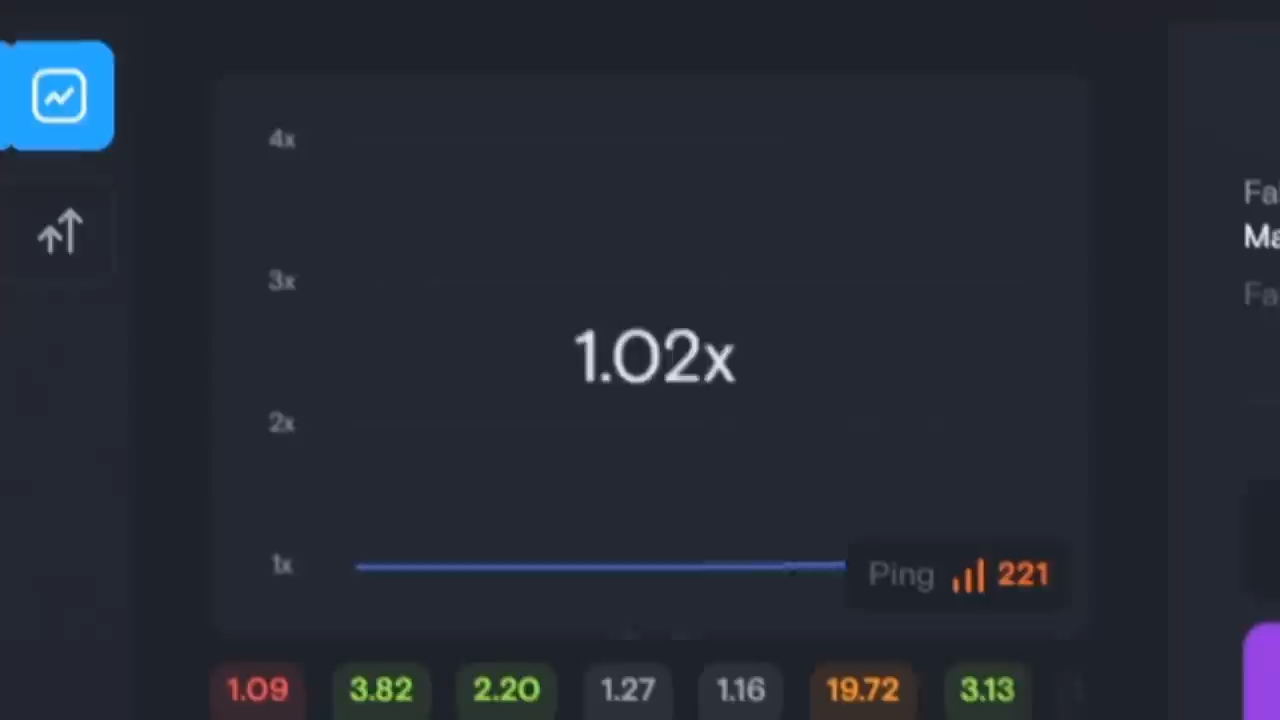 4x
3x
1.02x
2x
1x
Ping 221
1.09 3.82 2.20 1.27 1.16 19.72 3.13